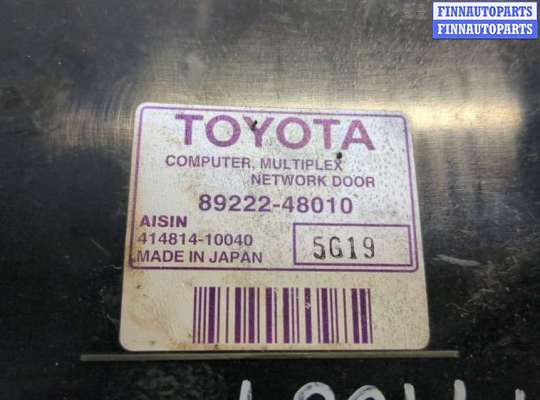 FINNAUTOPARTS
FINNAUTOPARTS
TOYOTA
COMPUTER, MULTIPLEX
NETWORK DOOR
89222-48010
AISIN
414814-10040
5G19
MADE IN JAPAN